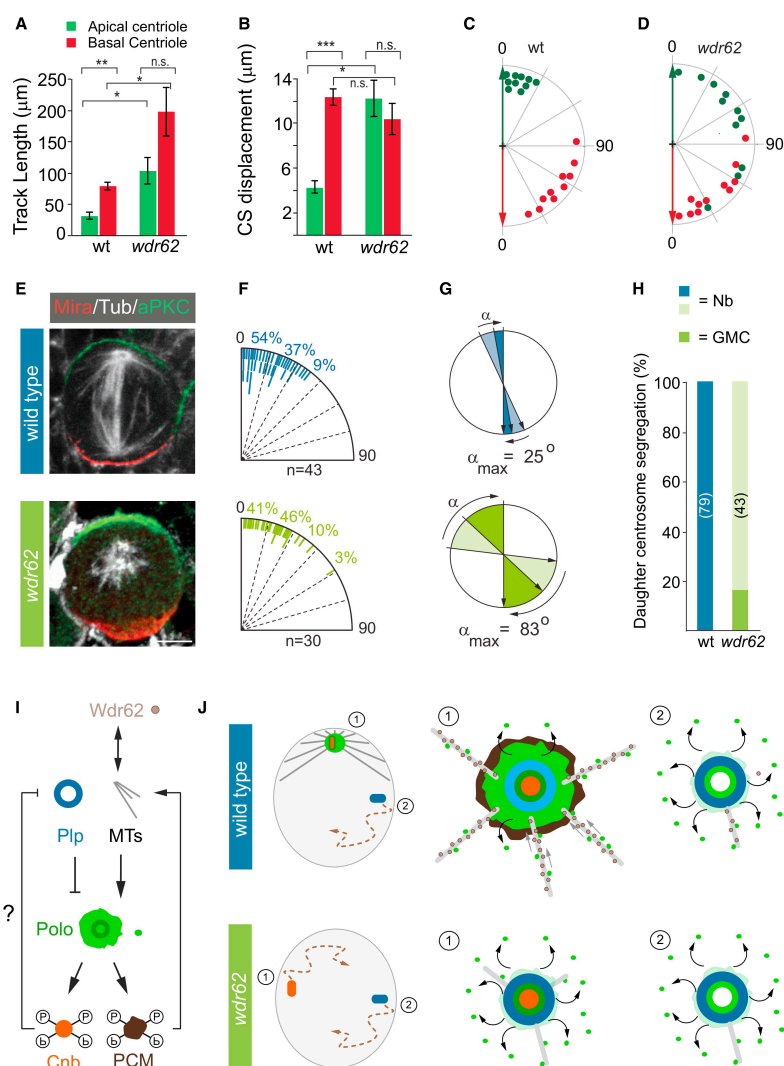 A
Apical Centriole
Basal Centriole
Track Length (µm)
250
200
150
100
50
0
**
n.s.
*
*
wt
wdr62
B
CS displacement (µm)
14
10
6
2
***
n.s.
*
n.s.
wt
wdr62
C
wt
0
90
0
D
wdr62
0
90
0
E
Mira/Tub/aPKC
wild type
wdr62
F
0
54%
37%
9%
90
n=43
0
41%
46%
10%
3%
90
n=30
G
α
α max = 25 o
α
α max = 83 o
H
= Nb
= GMC
Daughter centrosome segregation (%)
100
80
60
40
20
(79)
(43)
wt wdr62
I
Wdr62
Plp
MTs
Polo
?
P
P
P
P
P
P
P
P
Cnb
PCM
J
wild type
1
2
1
2
wdr62
1
2
1
2